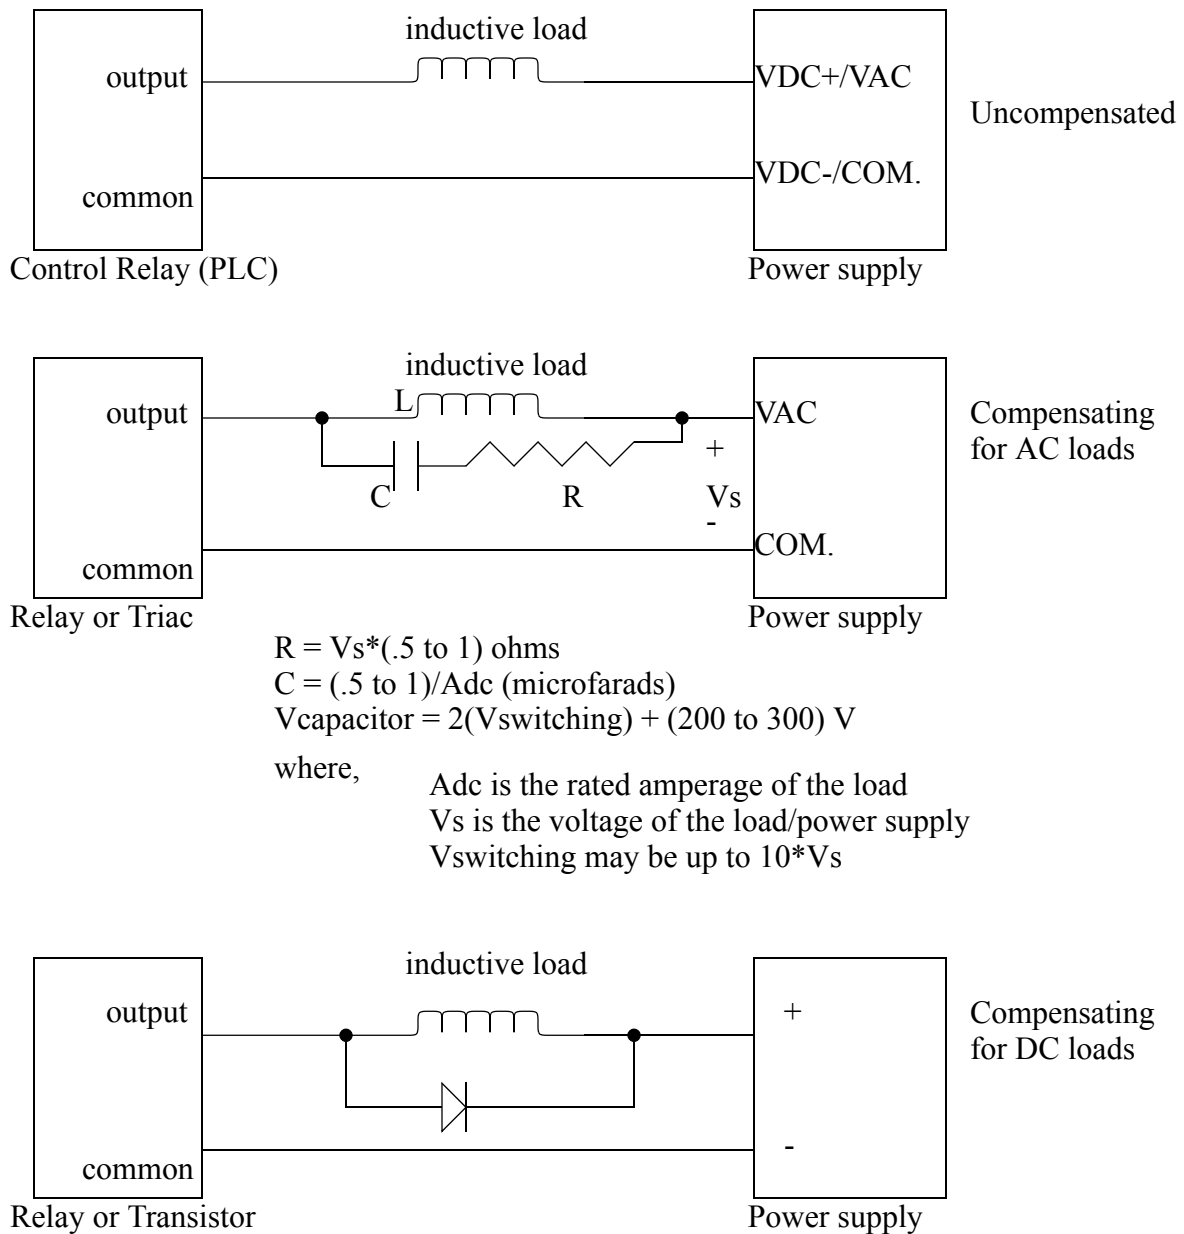 inductive load
output
VDC+/VAC
Uncompensated
VDC-/COM.
common
Control Relay (PLC)
Power supply
inductive load
L
output
VAC
Compensating
for AC loads
+
C
R
Vs
-
COM.
common
Relay or Triac
Power supply
R = Vs*(.5 to 1) ohms
C = (.5 to 1)/Adc (microfarads)
Vcapacitor = 2(Vswitching) + (200 to 300) V
where,
Adc is the rated amperage of the load
Vs is the voltage of the load/power supply
Vswitching may be up to 10*Vs
inductive load
output
+
Compensating
for DC loads
-
common
Relay or Transistor
Power supply